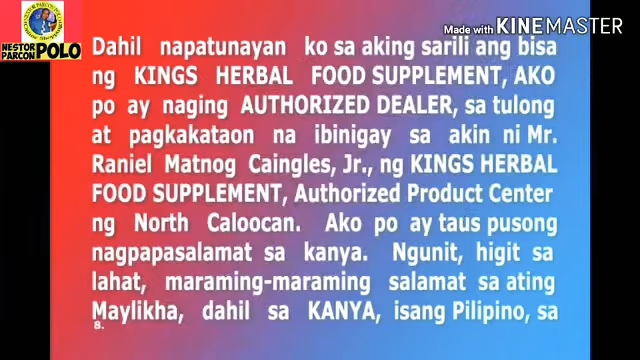 NESTOR PARCON POLO
Made with KINEMASTER
Dahil napatunayan ko sa aking sarili ang bisa
ng KINGS HERBAL FOOD SUPPLEMENT, AKO
po ay naging AUTHORIZED DEALER, sa tulong
at pagkakataon na ibinigay sa akin ni Mr.
Raniel Matnog Caingles, Jr., ng KINGS HERBAL
FOOD SUPPLEMENT, Authorized Product Center
ng North Caloocan. Ako po ay taus pusong
nagpapasalamat sa kanya. Ngunit, higit sa
lahat, maraming-maraming salamat sa ating
Maylikha, dahil sa KANYA, isang Pilipino, sa
8.